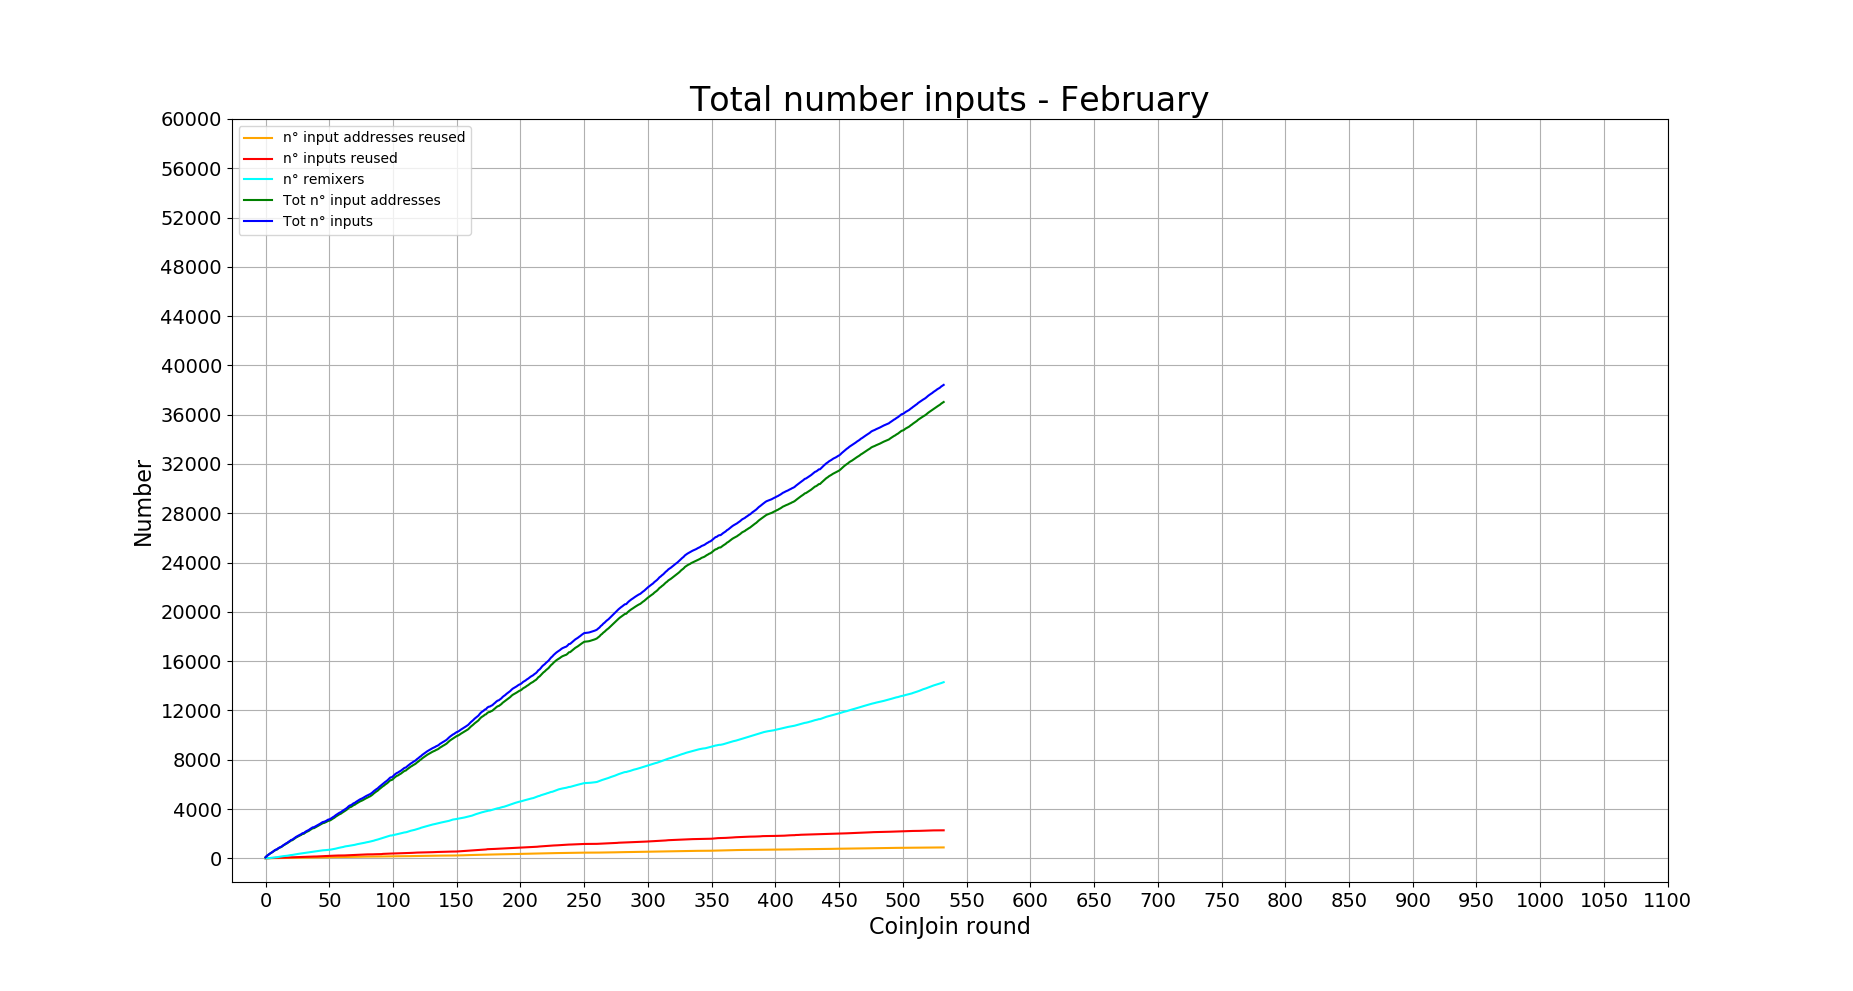 Total number inputs - February
60000
56000
52000
48000
44000
40000
36000
32000
28000
24000
20000
16000
12000
8000
4000
0
Number
n° input addresses reused
n° inputs reused
n° remixers
Tot n° input addresses
Tot n° inputs
0 50 100 150 200 250 300 350 400 450 500 550 600 650 700 750 800 850 900 950 1000 1050 1100
CoinJoin round